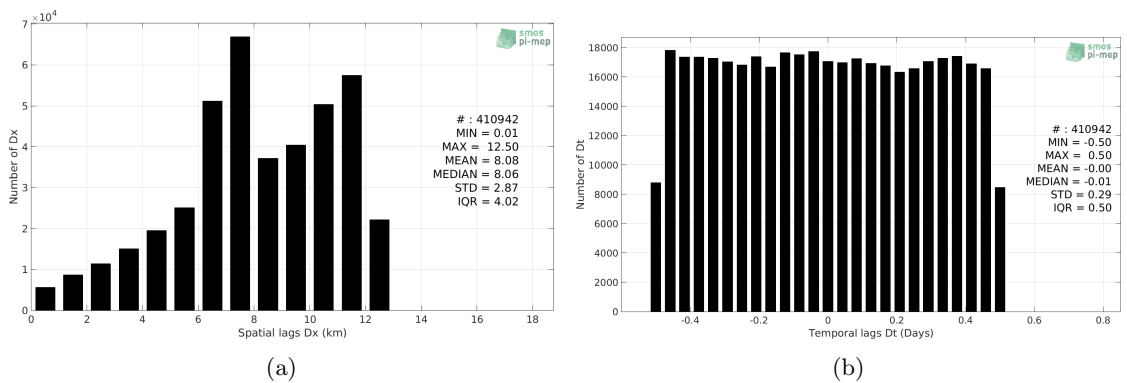 ×10⁴
7
6
5
4
3
2
1
0
Number of Dx
0 2 4 6 8 10 12 14 16 18
Spatial lags Dx (km)
smos
pi-mep
# : 410942
MIN = 0.01
MAX = 12.50
MEAN = 8.08
MEDIAN = 8.06
STD = 2.87
IQR = 4.02
(a)
18000
16000
14000
12000
10000
8000
6000
4000
2000
0
Number of Dt
-0.4 -0.2 0 0.2 0.4 0.6 0.8
Temporal lags Dt (Days)
smos
pi-mep
# : 410942
MIN = -0.50
MAX = 0.50
MEAN = -0.00
MEDIAN = -0.01
STD = 0.29
IQR = 0.50
(b)